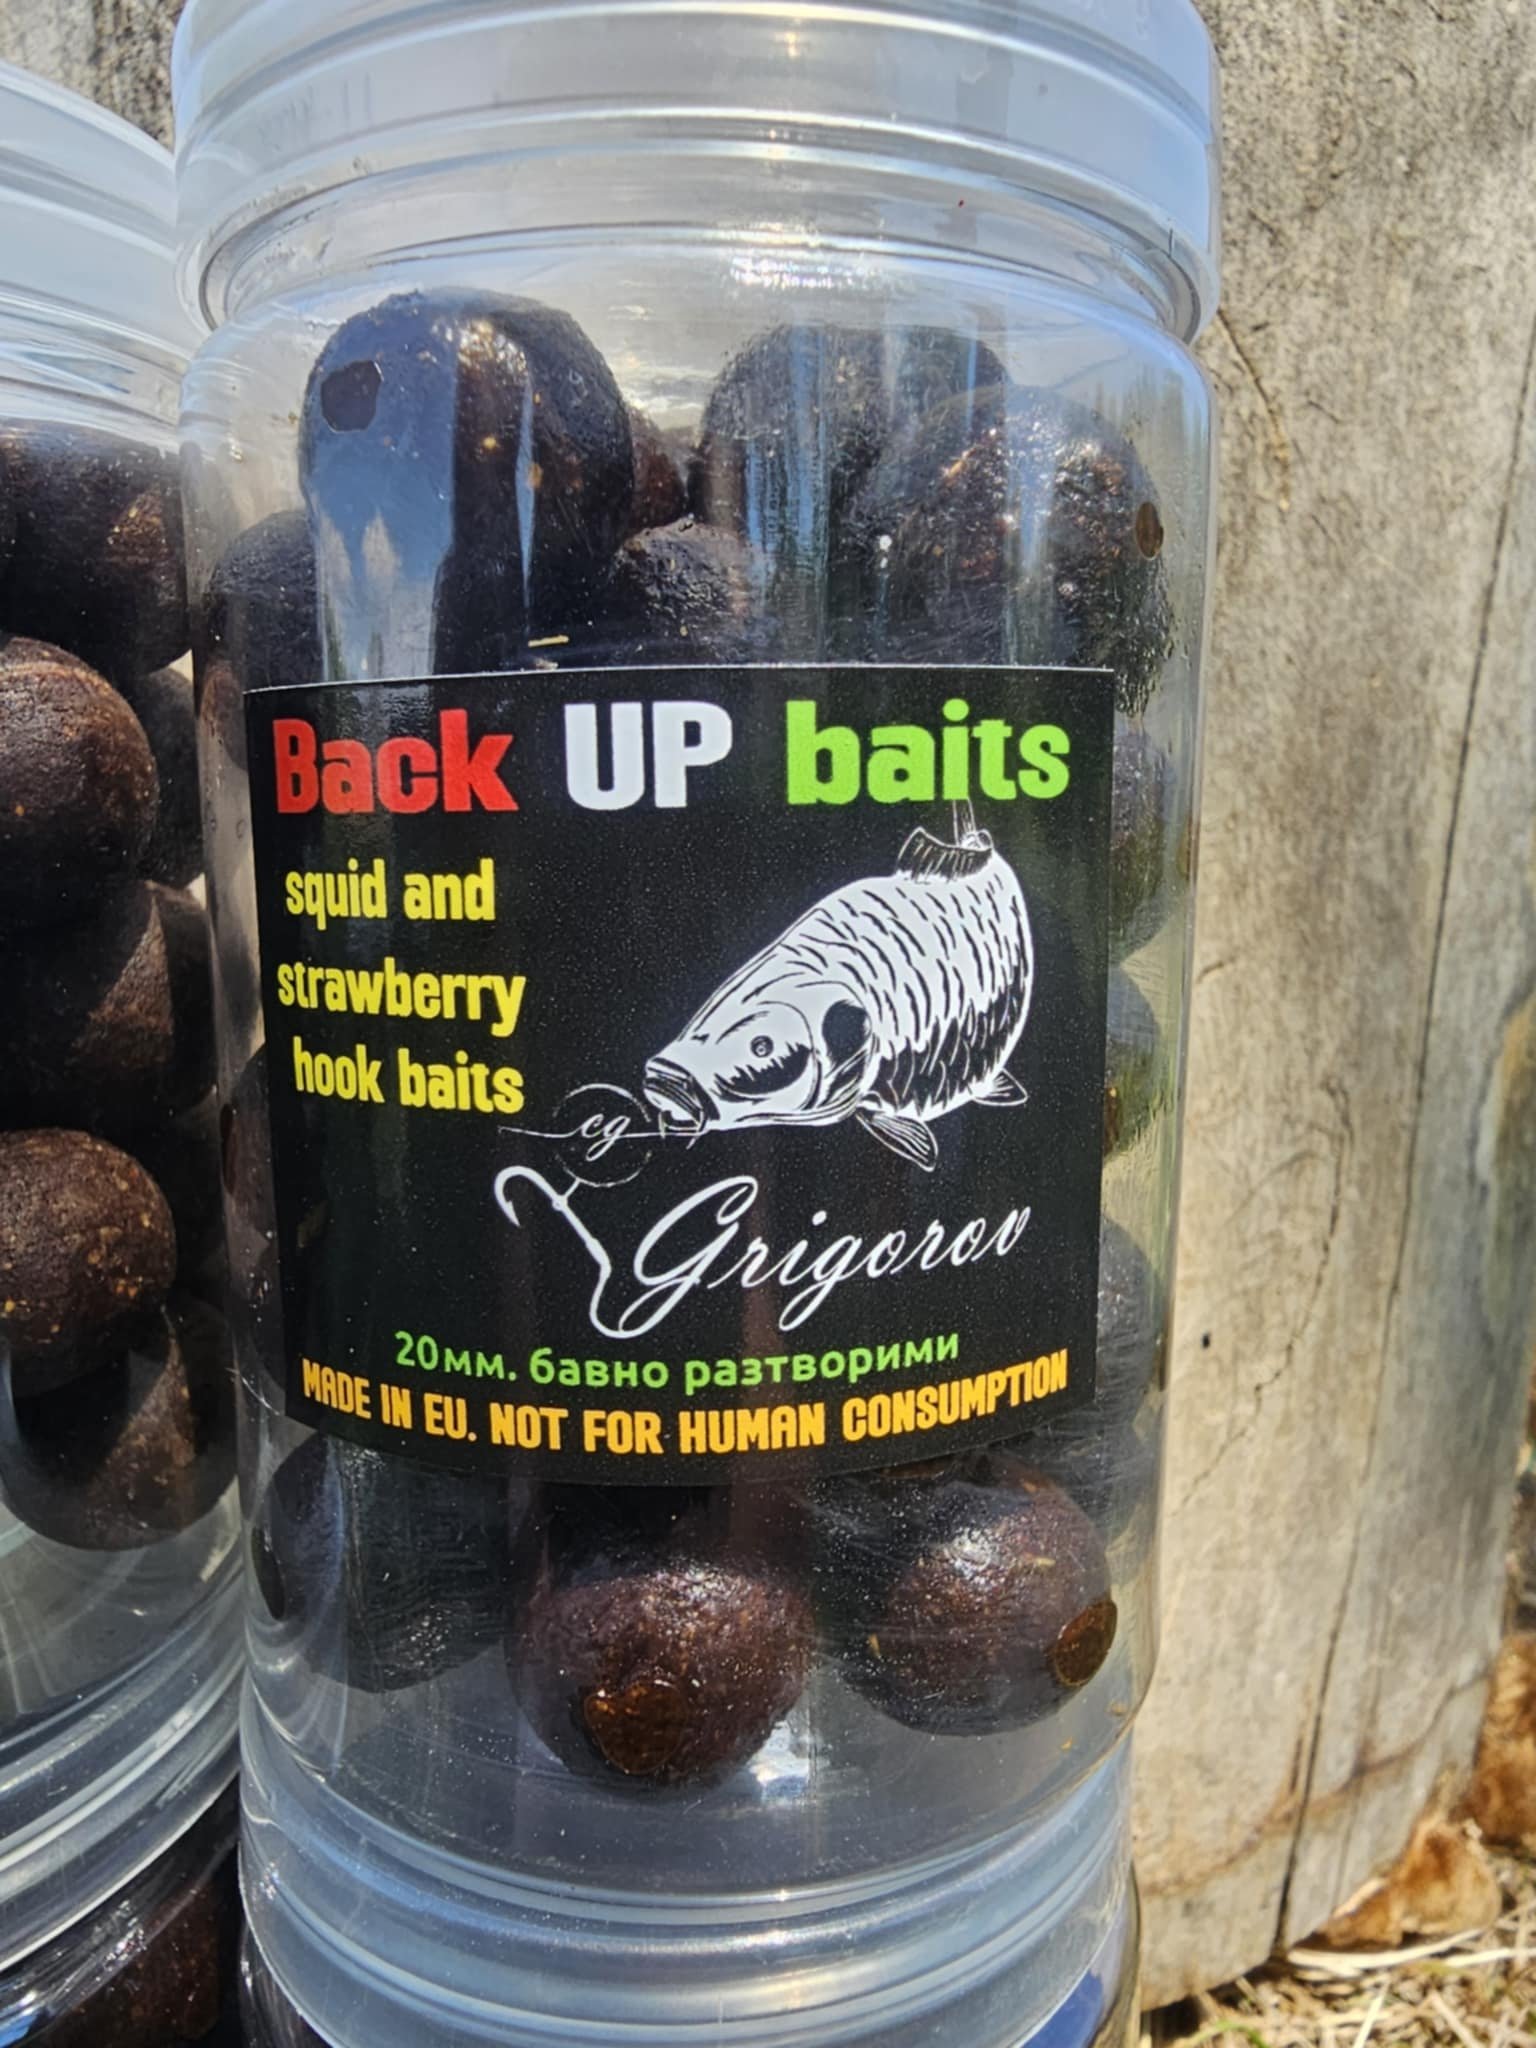 Back UP baits
squid and
strawberry
hook baits
cg
Grigorov
20мм. бавно разтворими
MADE IN EU. NOT FOR HUMAN CONSUMPTION